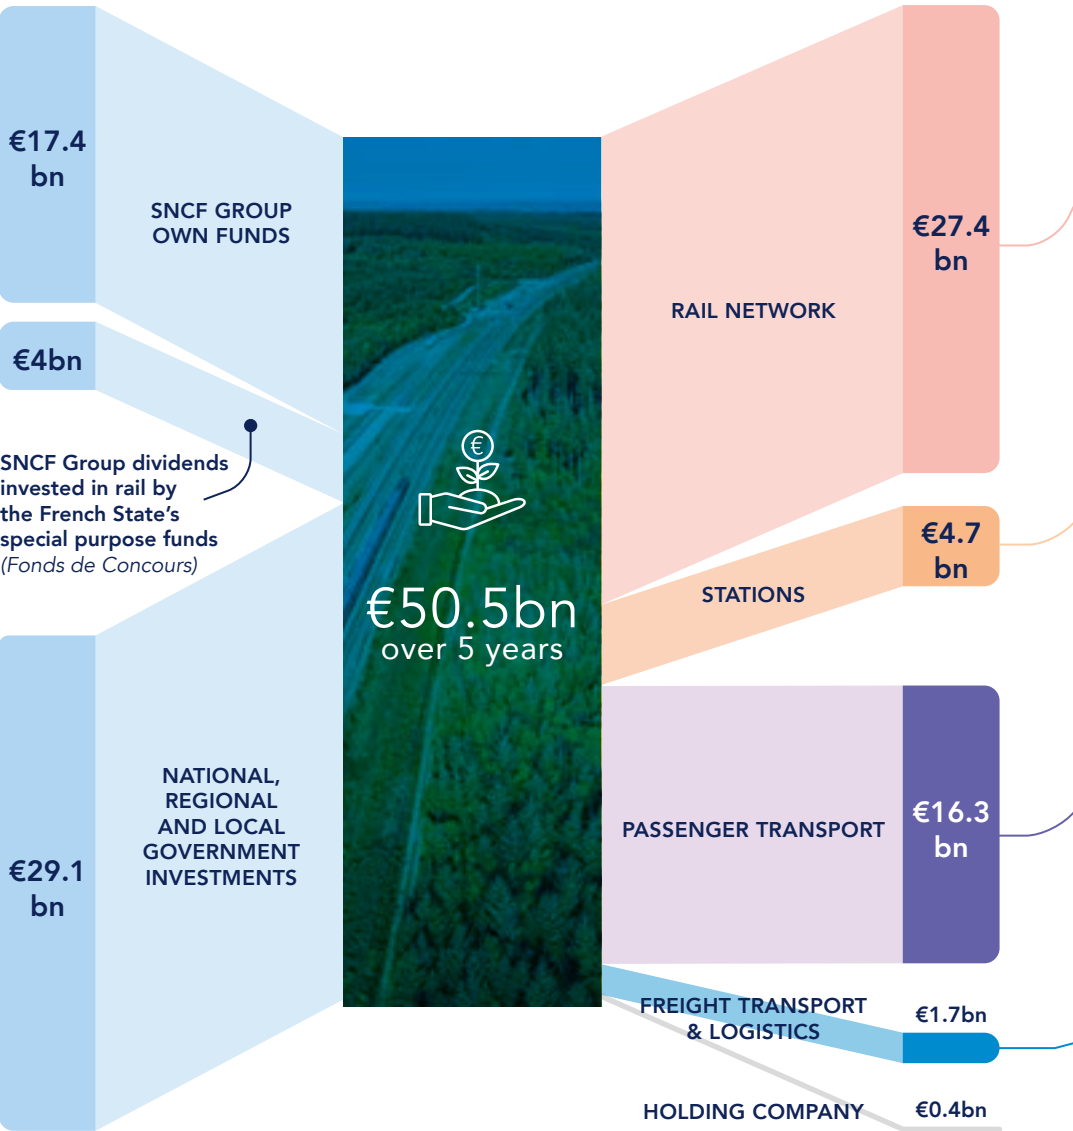 €17.4
bn
SNCF GROUP
OWN FUNDS
€4bn
SNCF Group dividends
invested in rail by
the French State’s
special purpose funds
(Fonds de Concours)
€29.1
bn
NATIONAL,
REGIONAL
AND LOCAL
GOVERNMENT
INVESTMENTS
€
€50.5bn
over 5 years
RAIL NETWORK
€27.4
bn
STATIONS
€4.7
bn
PASSENGER TRANSPORT
€16.3
bn
FREIGHT TRANSPORT
& LOGISTICS
€1.7bn
HOLDING COMPANY
€0.4bn